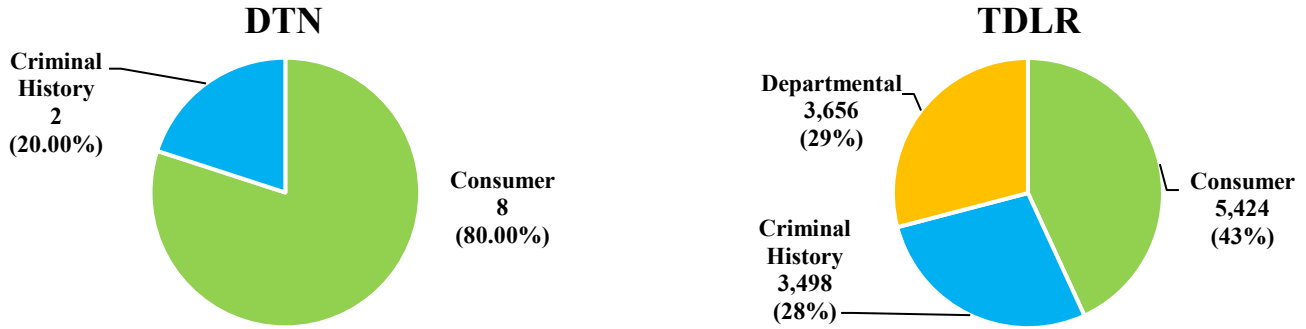 DTN
Criminal
History
2
(20.00%)
Consumer
8
(80.00%)
TDLR
Departmental
3,656
(29%)
Consumer
5,424
(43%)
Criminal
History
3,498
(28%)